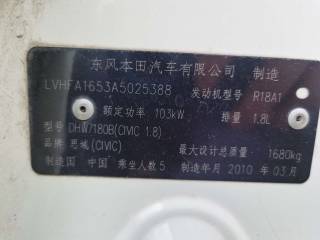 东风本田汽车有限公司 制造
LVHFA1653A5025388 发动机型号 R18A1
额定功率 103kW 排量 1.8L
型号 DHW7180B(CIVIC 1.8)
品牌 思域(CIVIC) 最大设计总质量 1680kg
制造国 中国 乘坐人数 5 制造年月 2010 年 03月